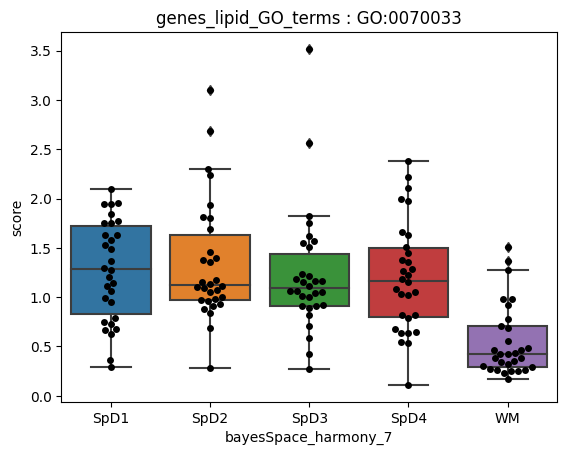 genes_lipid_GO_terms : GO:0070033
score
3.5
3.0
2.5
2.0
1.5
1.0
0.5
0.0
SpD1 SpD2 SpD3 SpD4 WM
bayesSpace_harmony_7